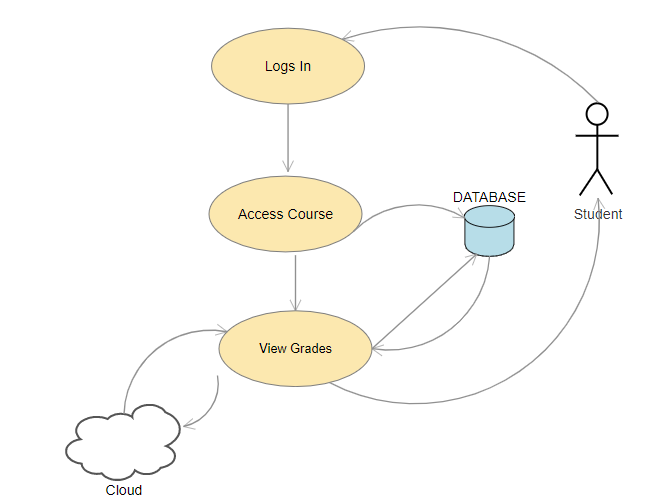 Logs In
DATABASE
Access Course
Student
View Grades
Cloud